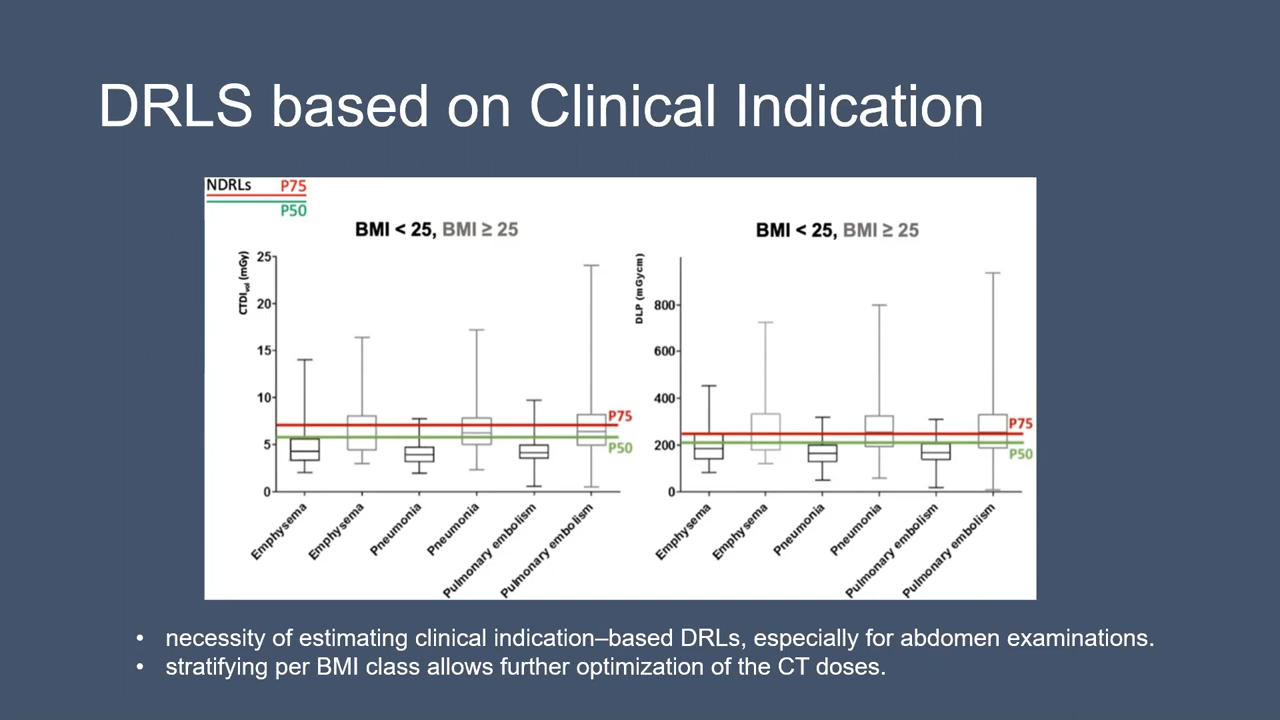 DRLS based on Clinical Indication
NDRLs P75
P50
BMI < 25, BMI ≥ 25
CTDIvol (mGy)
25
20
15
10
5
0
P75
P50
Emphysema
Emphysema
Pneumonia
Pneumonia
Pulmonary embolism
Pulmonary embolism
BMI < 25, BMI ≥ 25
DLP (mGycm)
800
600
400
200
0
P75
P50
Emphysema
Emphysema
Pneumonia
Pneumonia
Pulmonary embolism
Pulmonary embolism
• necessity of estimating clinical indication–based DRLs, especially for abdomen examinations.
• stratifying per BMI class allows further optimization of the CT doses.